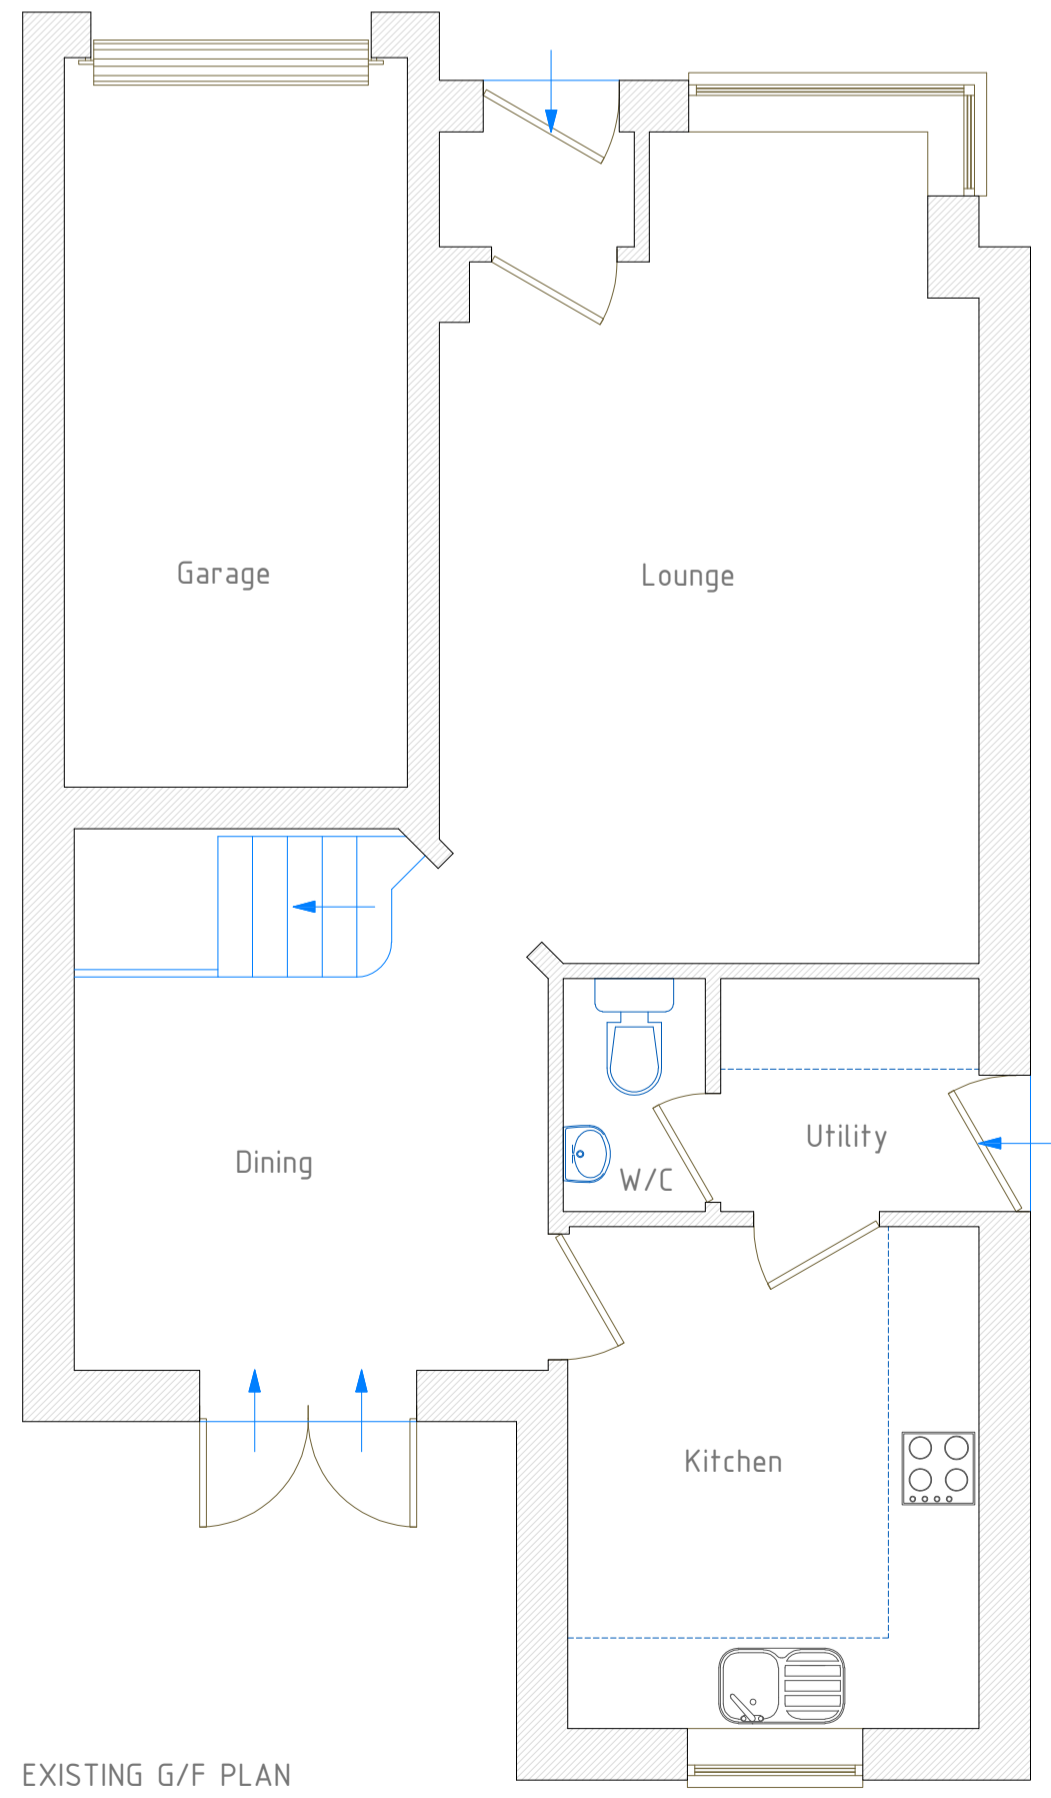 Garage
Lounge
Dining
Utility
W/C
Kitchen
EXISTING G/F PLAN